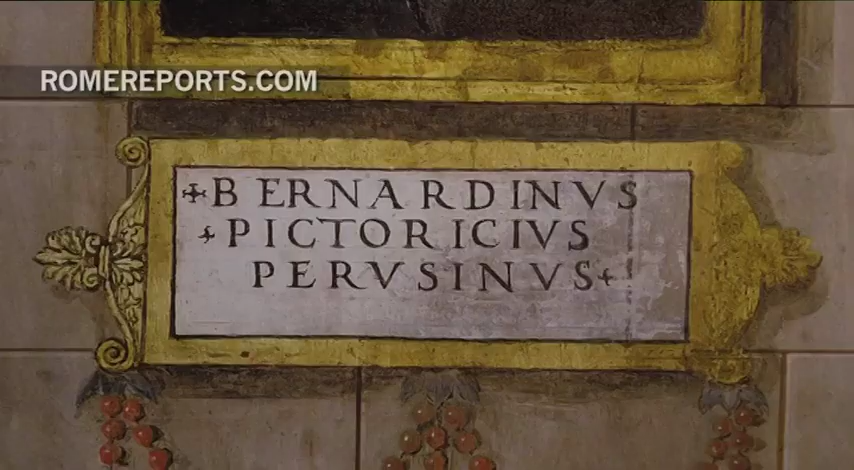 ROMEREPORTS.COM
+BERNARDINVS
+PICTORICIVS
PERVSINVS+